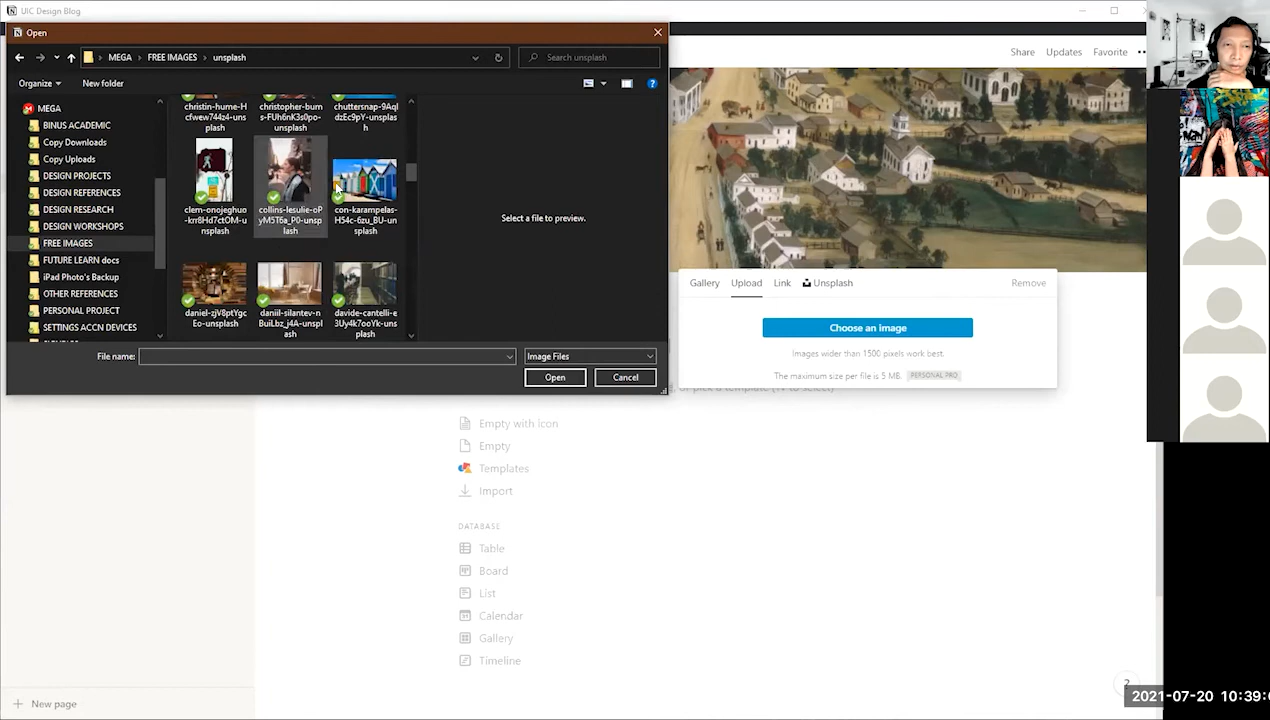 UIC Design Blog
Open
MEGA > FREE IMAGES > unsplash
Search unsplash
Share Updates Favorite
Organize
New folder
MEGA
BINUS ACADEMIC
Copy Downloads
Copy Uploads
DESIGN PROJECTS
DESIGN REFERENCES
DESIGN RESEARCH
DESIGN WORKSHOPS
FREE IMAGES
FUTURE LEARN docs
iPad Photo's Backup
OTHER REFERENCES
PERSONAL PROJECT
SETTINGS ACCN DEVICES
christin-hume-H
cfwew744z4-uns
plash
christopher-burn
s-FUh6nK3s0po-
unsplash
chuttersnap-9AqI
dzEc9pY-unsplas
h
clem-onojeghuo
-krr8Hd7ctOM-u
nsplash
collins-lesulie-oP
yM5T6a_P0-unsp
lash
con-karampelas-
H54c-6zu_BU-un
splash
daniel-zjV8ptYgc
Eo-unsplash
daniil-silantev-n
BuiLbz_j4A-unspl
ash
davide-cantelli-e
3Uy4k7ooYk-uns
plash
Select a file to preview.
File name:
Image Files
Open
Cancel
Gallery Upload Link Unsplash
Remove
Choose an image
Images wider than 1500 pixels work best.
The maximum size per file is 5 MB. PERSONAL PRO
or pick a template
to select)
Empty with icon
Empty
Templates
Import
DATABASE
Table
Board
List
Calendar
Gallery
Timeline
New page
?
2021-07-20 10:39: